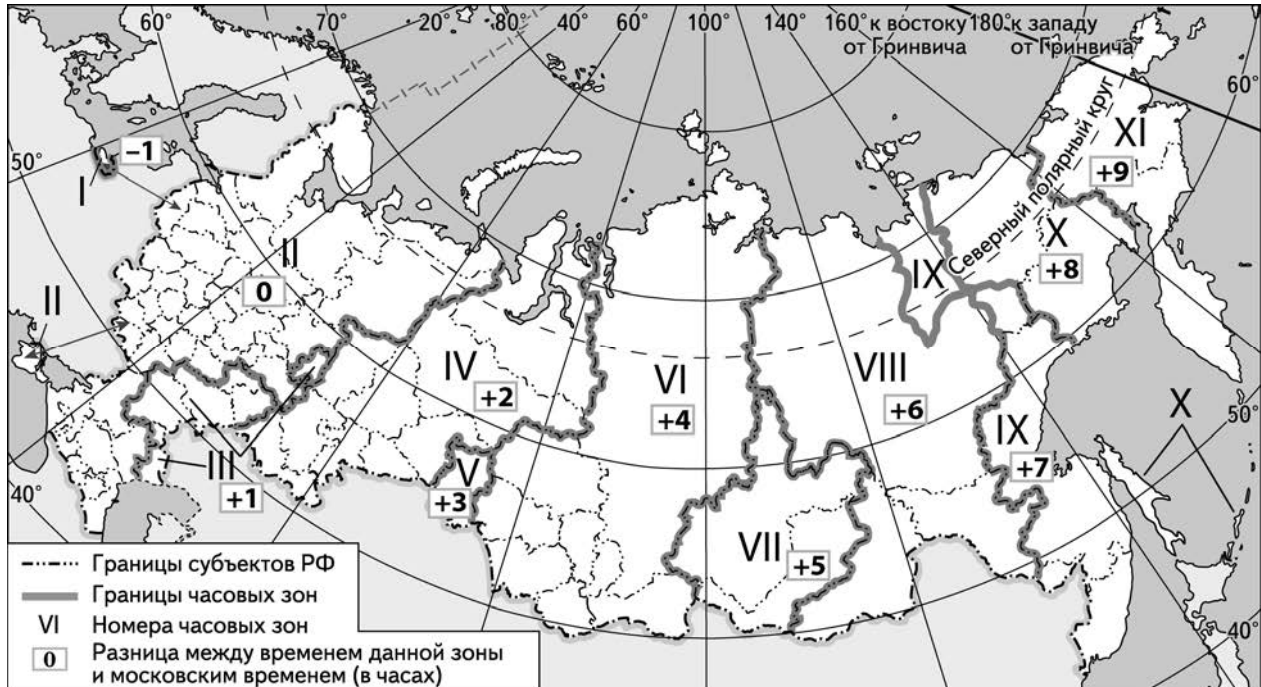 60° 70° 20° 40° 60° 100° 140° 160° к востоку 180° к западу
от Гринвича от Гринвича
60°
50°
–1
I
II
0
II
Северный полярный круг
XI
+9
X
+8
IX
IV
+2
VI
+4
VIII
+6
X
50°
IX
+7
III
+1
V
+3
VII
+5
40°
40°
Границы субъектов РФ
Границы часовых зон
VI Номера часовых зон
0 Разница между временем данной зоны
и московским временем (в часах)